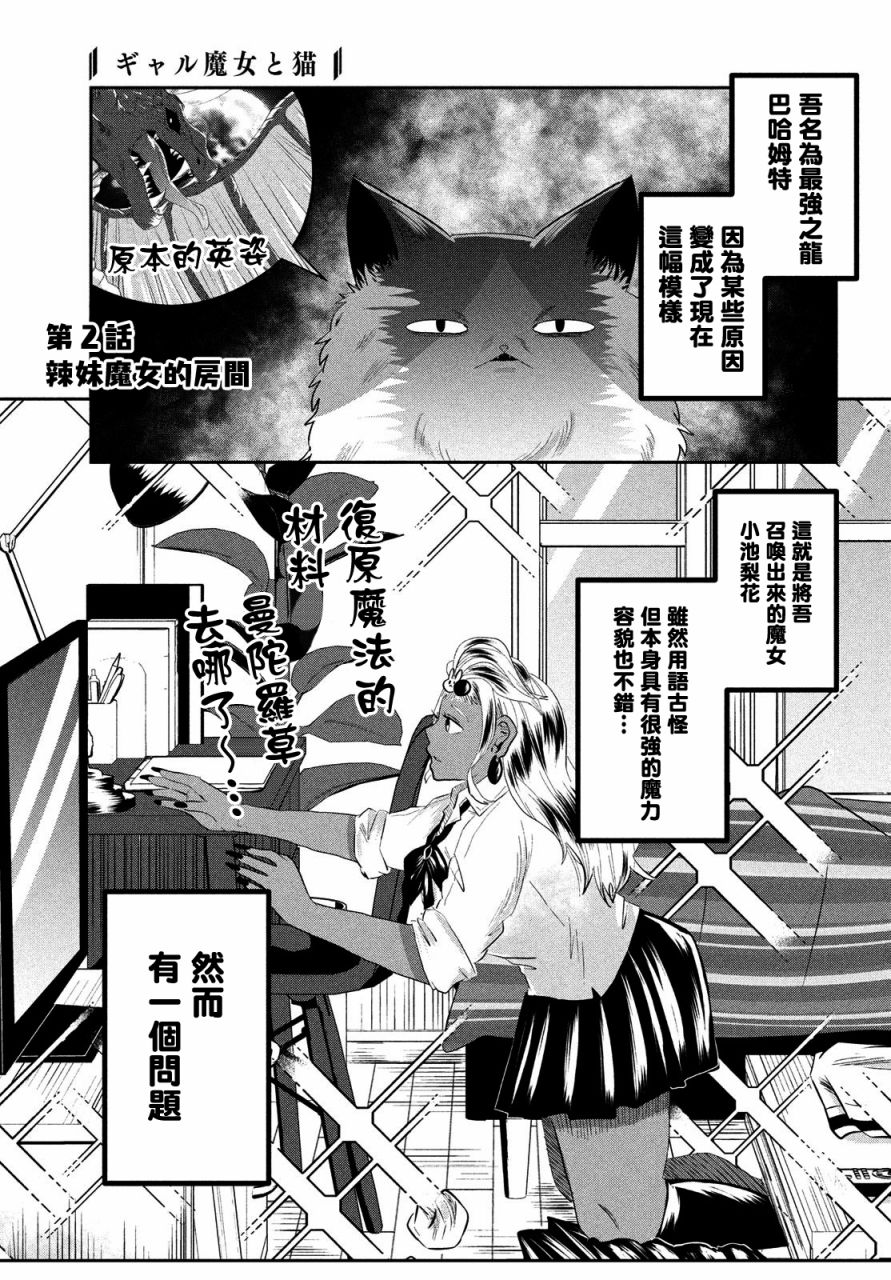 ギャル魔女と猫
吾名為最強之龍
巴哈姆特
因為某些原因
變成了現在
這幅模樣
原本的英姿
第2話
辣妹魔女的房間
這就是將吾
召喚出來的魔女
小池梨花
雖然用語古怪
但本身具有很強的魔力
容貌也不錯…
復原魔法的
材料
曼陀羅草
去哪了～…
然而
有一個問題